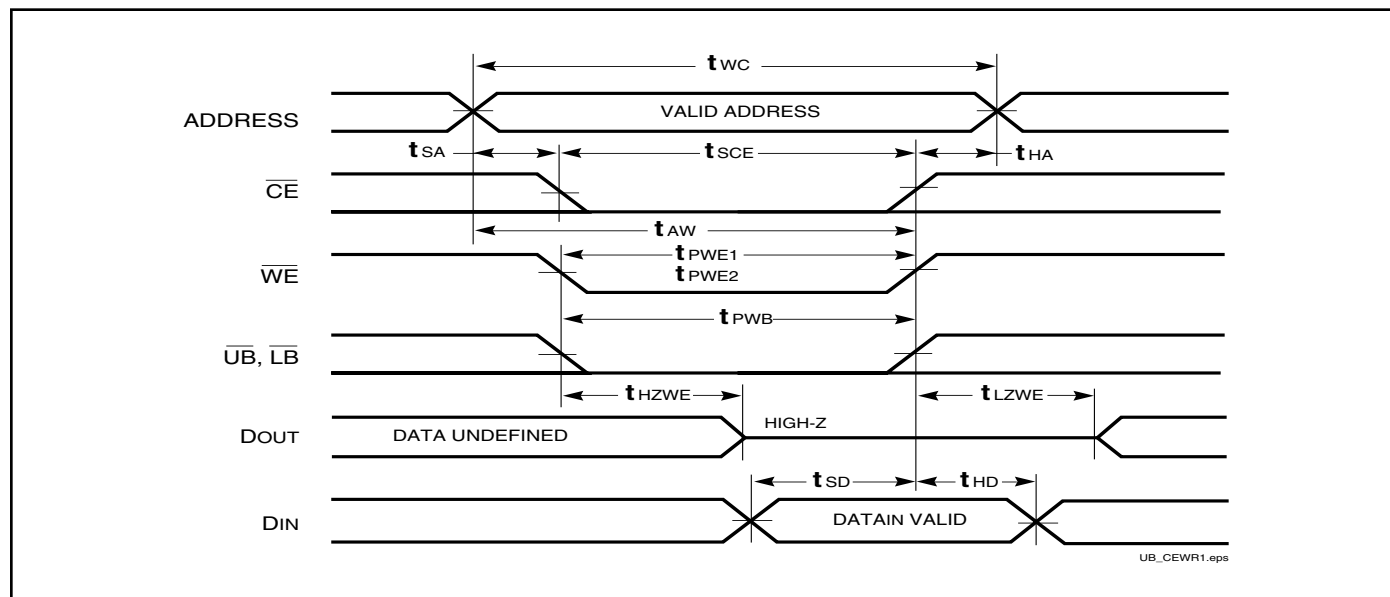 tWC
ADDRESS
VALID ADDRESS
tSA
tSCE
tHA
CE
tAW
tPWE1
WE
tPWE2
tPWB
UB, LB
tHZWE
tLZWE
DOUT
DATA UNDEFINED
HIGH-Z
tSD
tHD
DIN
DATAIN VALID
UB_CEWR1.eps